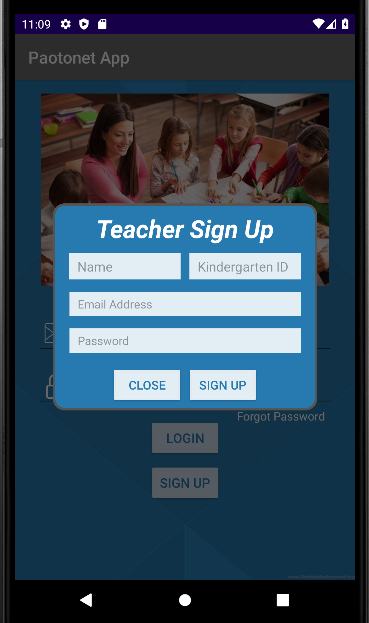 11:09
Paotonet App
Teacher Sign Up
Name Kindergarten ID
Email Address
Password
CLOSE SIGN UP
Forgot Password
LOGIN
SIGN UP